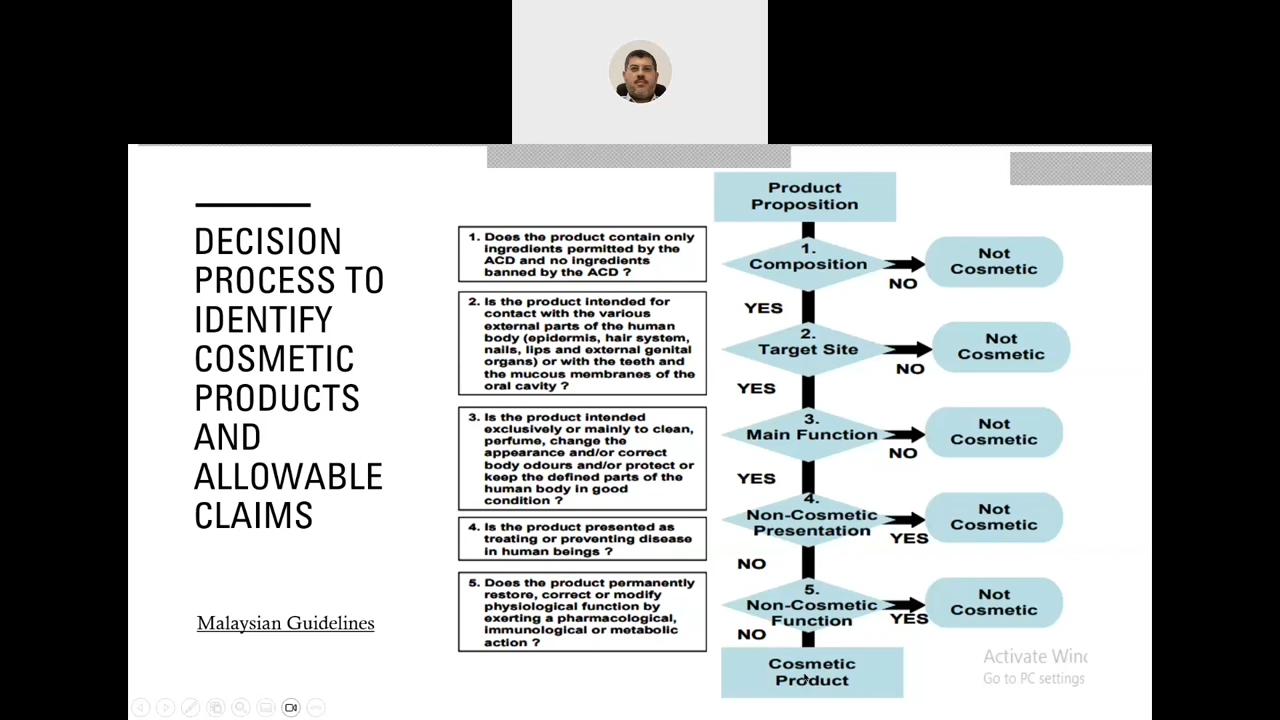 DECISION
PROCESS TO
IDENTIFY
COSMETIC
PRODUCTS
AND
ALLOWABLE
CLAIMS
Malaysian Guidelines
1. Does the product contain only
ingredients permitted by the
ACD and no ingredients
banned by the ACD ?
2. Is the product intended for
contact with the various
external parts of the human
body (epidermis, hair system,
nails, lips and external genital
organs) or with the teeth and
the mucous membranes of the
oral cavity ?
3. Is the product intended
exclusively or mainly to clean,
perfume, change the
appearance and/or correct
body odours and/or protect or
keep the defined parts of the
human body in good
condition ?
4. Is the product presented as
treating or preventing disease
in human beings ?
5. Does the product permanently
restore, correct or modify
physiological function by
exerting a pharmacological,
immunological or metabolic
action ?
Product
Proposition
1.
Composition
NO
Not
Cosmetic
YES
2.
Target Site
NO
Not
Cosmetic
YES
3.
Main Function
NO
Not
Cosmetic
YES
4.
Non-Cosmetic
Presentation
YES
Not
Cosmetic
NO
5.
Non-Cosmetic
Function
YES
Not
Cosmetic
NO
Cosmetic
Product
Activate Winc
Go to PC settings